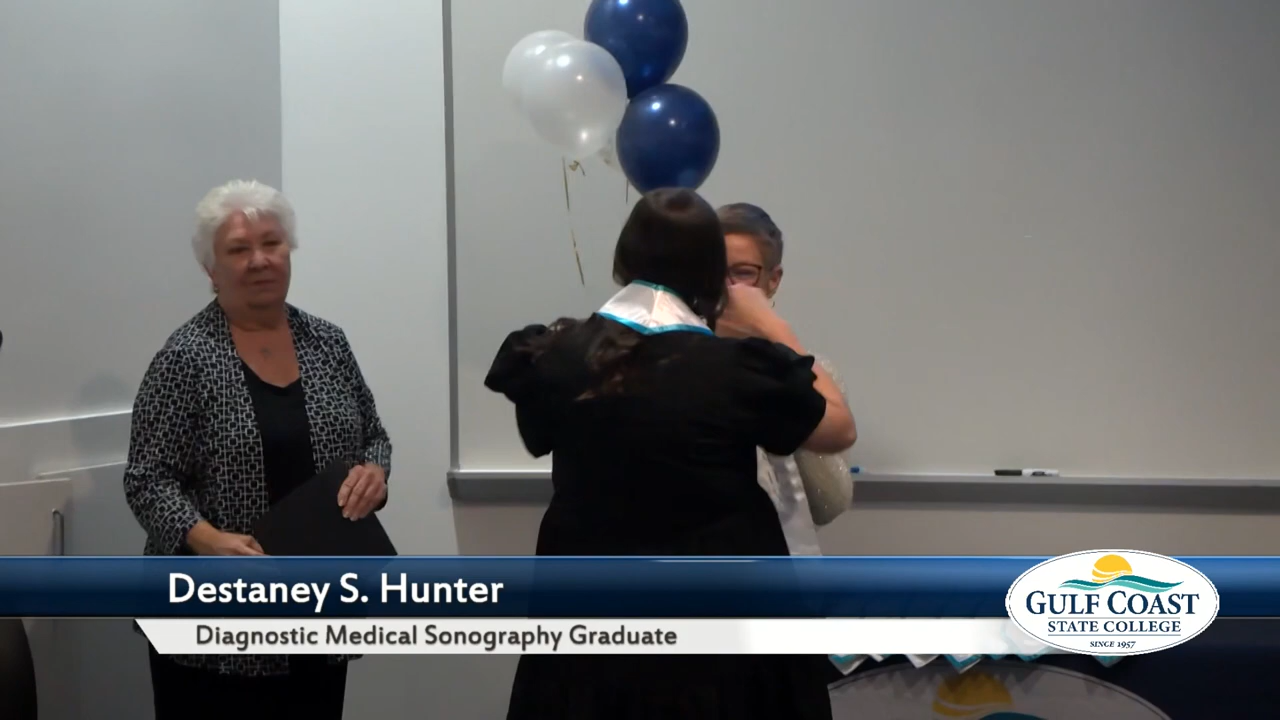 Destaney S. Hunter
Diagnostic Medical Sonography Graduate
GULF COAST
STATE COLLEGE
SINCE 1957